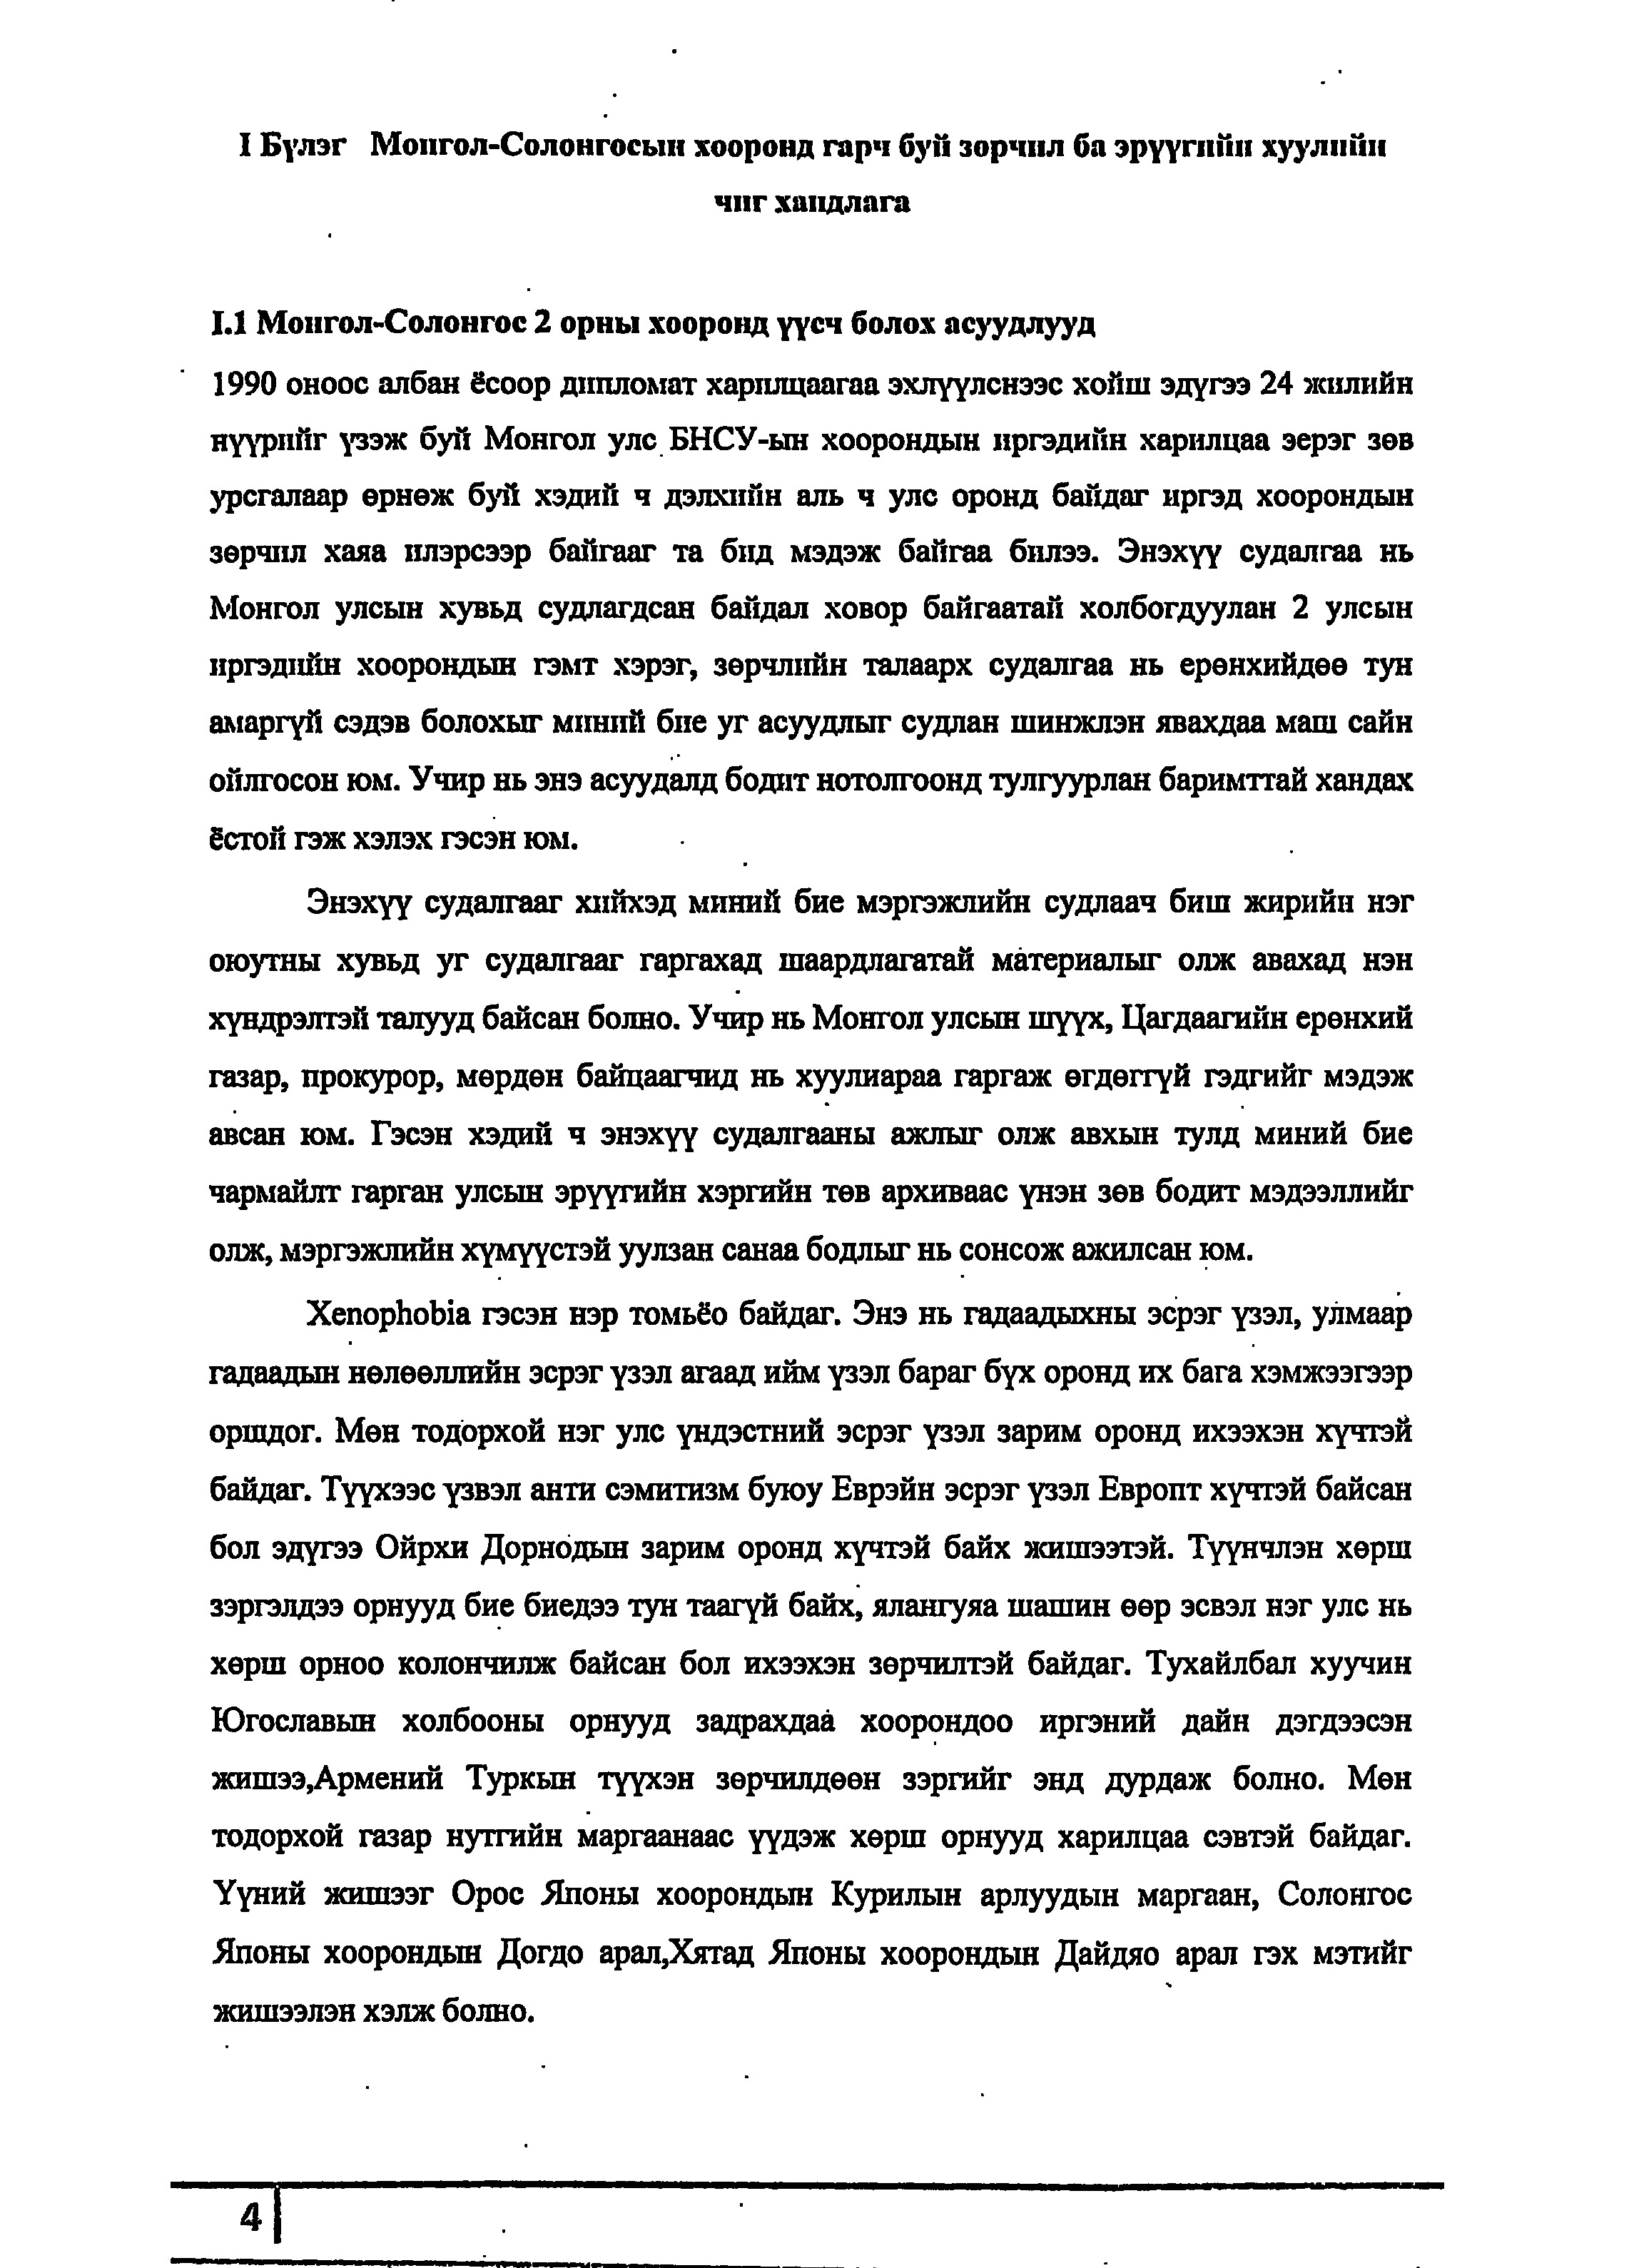 I Бүлэг Монгол-Солонгосын хооронд гарч буй зөрчил ба эрүүгийн хуулийн
чиг хандлага
I.1 Монгол-Солонгос 2 орны хооронд үүсч болох асуудлууд
1990 оноос албан ёсоор дипломат харилцаагаа эхлүүлснээс хойш эдүгээ 24 жилийн
нүүрийг үзэж буй Монгол улс БНСУ-ын хоорондын иргэдийн харилцаа эерэг зөв
урсгалаар өрнөж буй хэдий ч дэлхийн аль ч улс оронд байдаг иргэд хоорондын
зөрчил хаяа илэрсээр байгааг та бид мэдэж байгаа билээ. Энэхүү судалгаа нь
Монгол улсын хувьд судлагдсан байдал ховор байгаатай холбогдуулан 2 улсын
иргэдийн хоорондын гэмт хэрэг, зөрчлийн талаарх судалгаа нь ерөнхийдөө тун
амаргүй сэдэв болохыг миний бие уг асуудлыг судлан шинжлэн явахдаа маш сайн
ойлгосон юм. Учир нь энэ асуудалд бодит нотолгоонд тулгуурлан баримттай хандах
ёстой гэж хэлэх гэсэн юм.
Энэхүү судалгааг хийхэд миний бие мэргэжлийн судлаач биш жирийн нэг
оюутны хувьд уг судалгааг гаргахад шаардлагатай материалыг олж авахад нэн
хүндрэлтэй талууд байсан болно. Учир нь Монгол улсын шүүх, Цагдаагийн ерөнхий
газар, прокурор, мөрдөн байцаагчид нь хуулиараа гаргаж өгдөггүй гэдгийг мэдэж
авсан юм. Гэсэн хэдий ч энэхүү судалгааны ажлыг олж авхын тулд миний бие
чармайлт гарган улсын эрүүгийн хэргийн төв архиваас үнэн зөв бодит мэдээллийг
олж, мэргэжлийн хүмүүстэй уулзан санаа бодлыг нь сонсож ажилсан юм.
Xenophobia гэсэн нэр томьёо байдаг. Энэ нь гадаадыхны эсрэг үзэл, улмаар
гадаадын нөлөөллийн эсрэг үзэл агаад ийм үзэл бараг бүх оронд их бага хэмжээгээр
оршдог. Мөн тодорхой нэг улс үндэстний эсрэг үзэл зарим оронд ихээхэн хүчтэй
байдаг. Түүхээс үзвэл анти сэмитизм буюу Еврэйн эсрэг үзэл Европт хүчтэй байсан
бол эдүгээ Ойрхи Дорнодын зарим оронд хүчтэй байх жишээтэй. Түүнчлэн хөрш
зэргэлдээ орнууд бие биедээ тун таагүй байх, ялангуяа шашин өөр эсвэл нэг улс нь
хөрш орноо колончилж байсан бол ихээхэн зөрчилтэй байдаг. Тухайлбал хуучин
Югославын холбооны орнууд задрахдаа хоорондоо иргэний дайн дэгдээсэн
жишээ,Армений Туркын түүхэн зөрчилдөөн зэргийг энд дурдаж болно. Мөн
тодорхой газар нутгийн маргаанаас үүдэж хөрш орнууд харилцаа сэвтэй байдаг.
Үүний жишээг Орос Японы хоорондын Курилын арлуудын маргаан, Солонгос
Японы хоорондын Догдо арал,Хятад Японы хоорондын Дайдяо арал гэх мэтийг
жишээлэн хэлж болно.
4